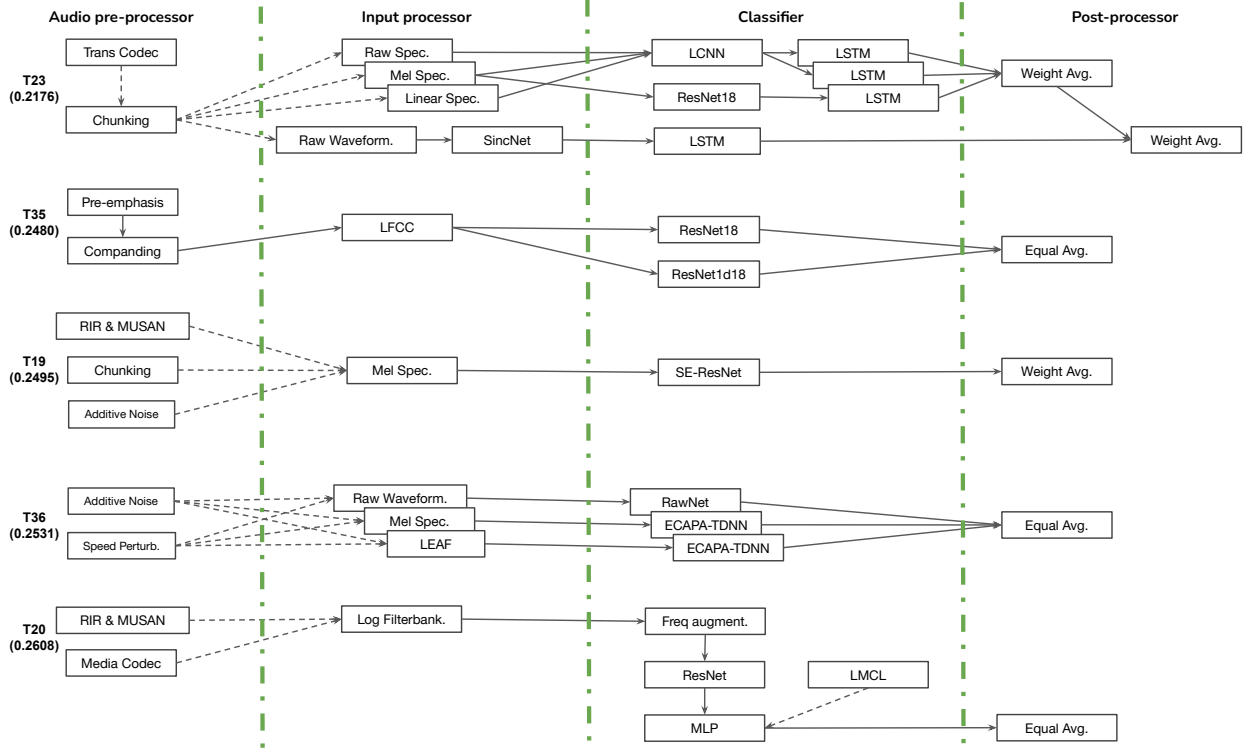 Audio pre-processor
Input processor
Classifier
Post-processor
T23
(0.2176)
Trans Codec
Chunking
Raw Spec.
Mel Spec.
Linear Spec.
Raw Waveform.
SincNet
LCNN
LSTM
LSTM
ResNet18
LSTM
LSTM
Weight Avg.
Weight Avg.
T35
(0.2480)
Pre-emphasis
Companding
LFCC
ResNet18
ResNet1d18
Equal Avg.
T19
(0.2495)
RIR & MUSAN
Chunking
Additive Noise
Mel Spec.
SE-ResNet
Weight Avg.
T36
(0.2531)
Additive Noise
Speed Perturb.
Raw Waveform.
Mel Spec.
LEAF
RawNet
ECAPA-TDNN
ECAPA-TDNN
Equal Avg.
T20
(0.2608)
RIR & MUSAN
Media Codec
Log Filterbank.
Freq augment.
ResNet
LMCL
MLP
Equal Avg.